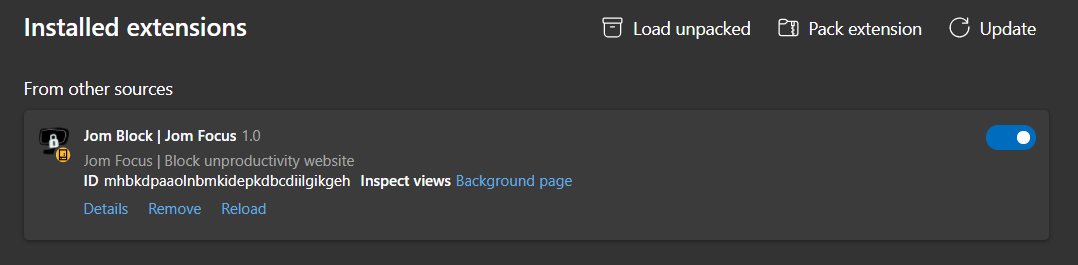 Installed extensions
Load unpacked
Pack extension
Update
From other sources
Jom Block | Jom Focus 1.0
Jom Focus | Block unproductivity website
ID mhbkdpaaolnbmkidepkdbcdiilgikgeh Inspect views Background page
Details Remove Reload